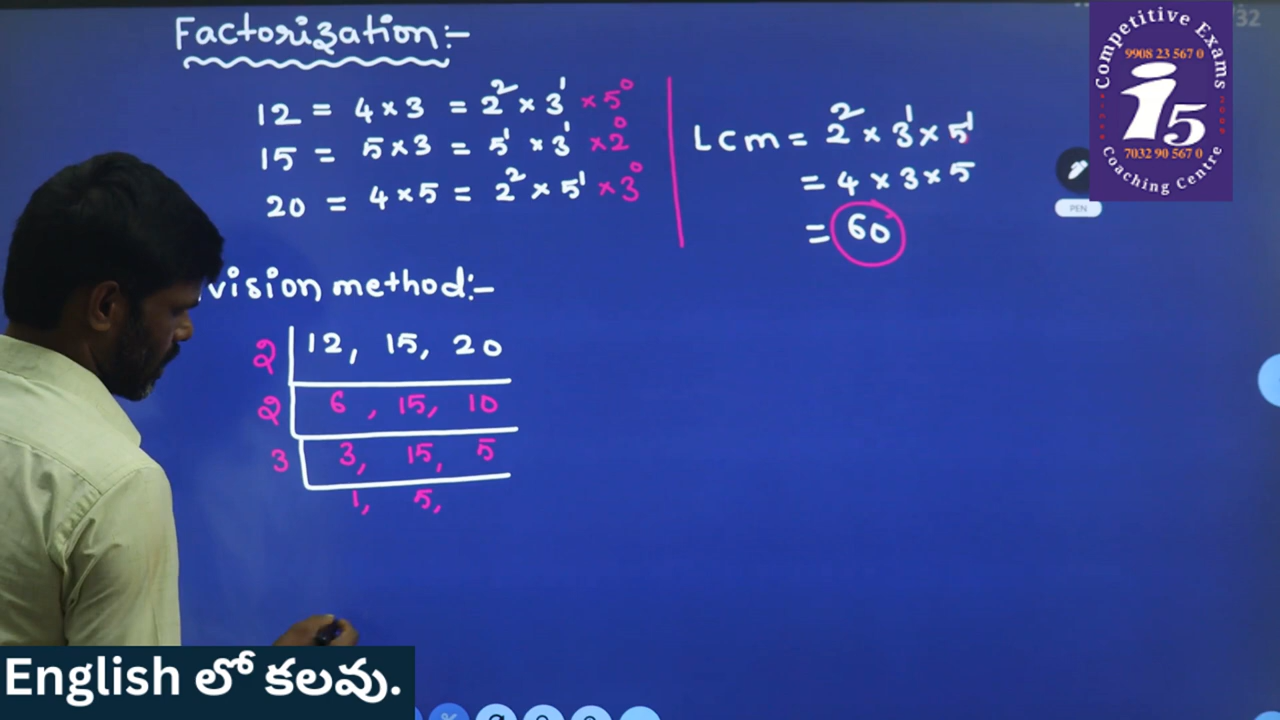 Factorization:-
12 = 4 × 3 = 2² × 3¹ × 5⁰
15 = 5 × 3 = 5¹ × 3¹ × 2⁰
20 = 4 × 5 = 2² × 5¹ × 3⁰
Lcm = 2² × 3¹ × 5¹
= 4 × 3 × 5
= 60
vision method:-
2 12, 15, 20
2 6, 15, 10
3 3, 15, 5
1, 5,
/32
Competitive Exams
9908 23 567 0
i5
7032 90 567 0
Coaching Centre
PEN
English లో కలవు.